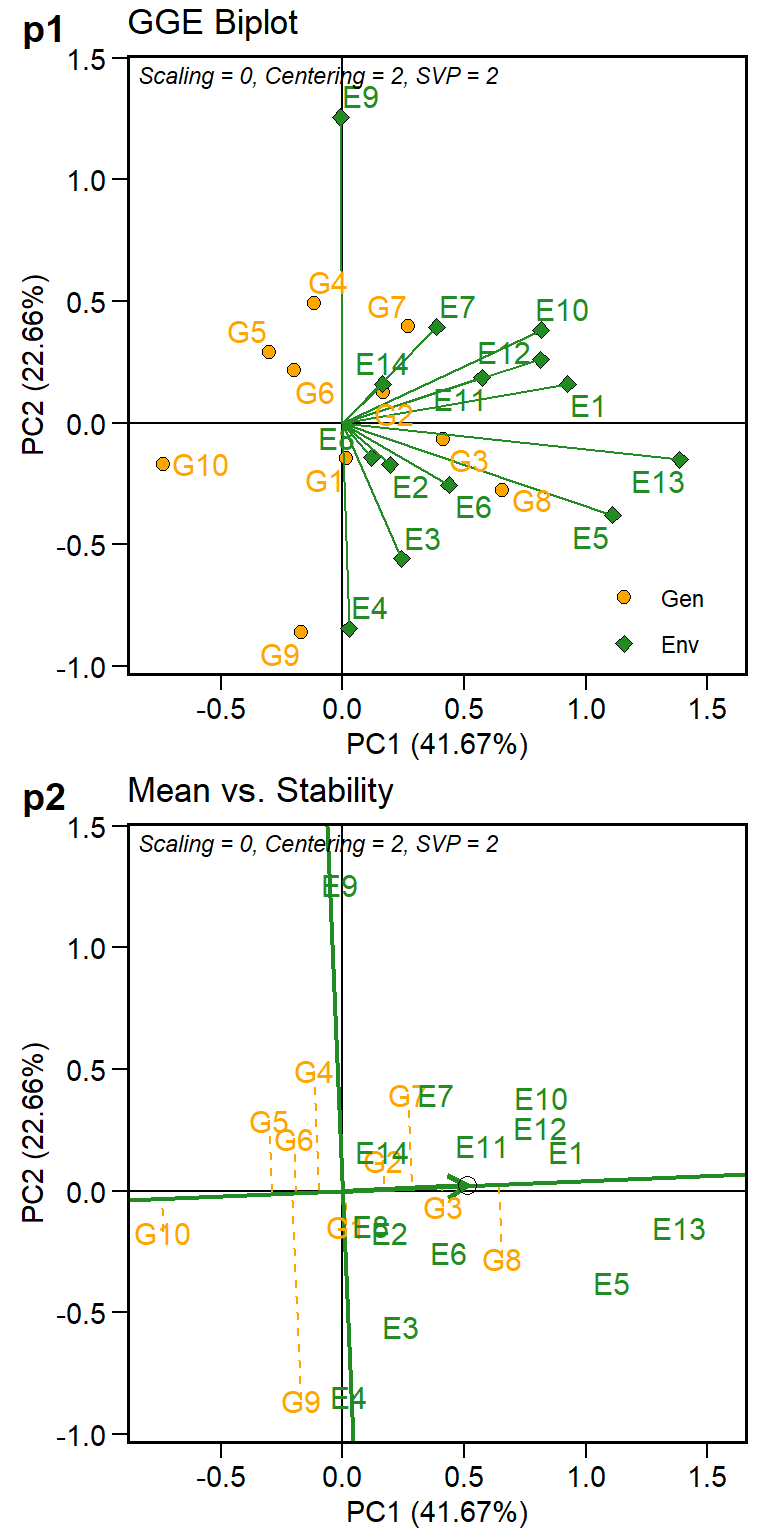 p1
GGE Biplot
Scaling = 0, Centering = 2, SVP = 2
1.5
E9
1.0
0.5
G4
G7
E7
E10
G5
E14
E12
G6
E11
G2
E1
0.0
E8
G1
G3
G10
E2
E6
G8
E13
E5
-0.5
E3
E4
G9
Gen
Env
-1.0
-0.5
0.0
0.5
1.0
1.5
PC1 (41.67%)
PC2 (22.66%)
p2
Mean vs. Stability
Scaling = 0, Centering = 2, SVP = 2
1.5
E9
1.0
0.5
G4
G7
E7
E10
G5
G6
E12
E14
G2
E11
E1
0.0
G3
G10
G1
E8
E2
E13
E6
G8
E5
-0.5
E3
G9
E4
-1.0
-0.5
0.0
0.5
1.0
1.5
PC1 (41.67%)
PC2 (22.66%)